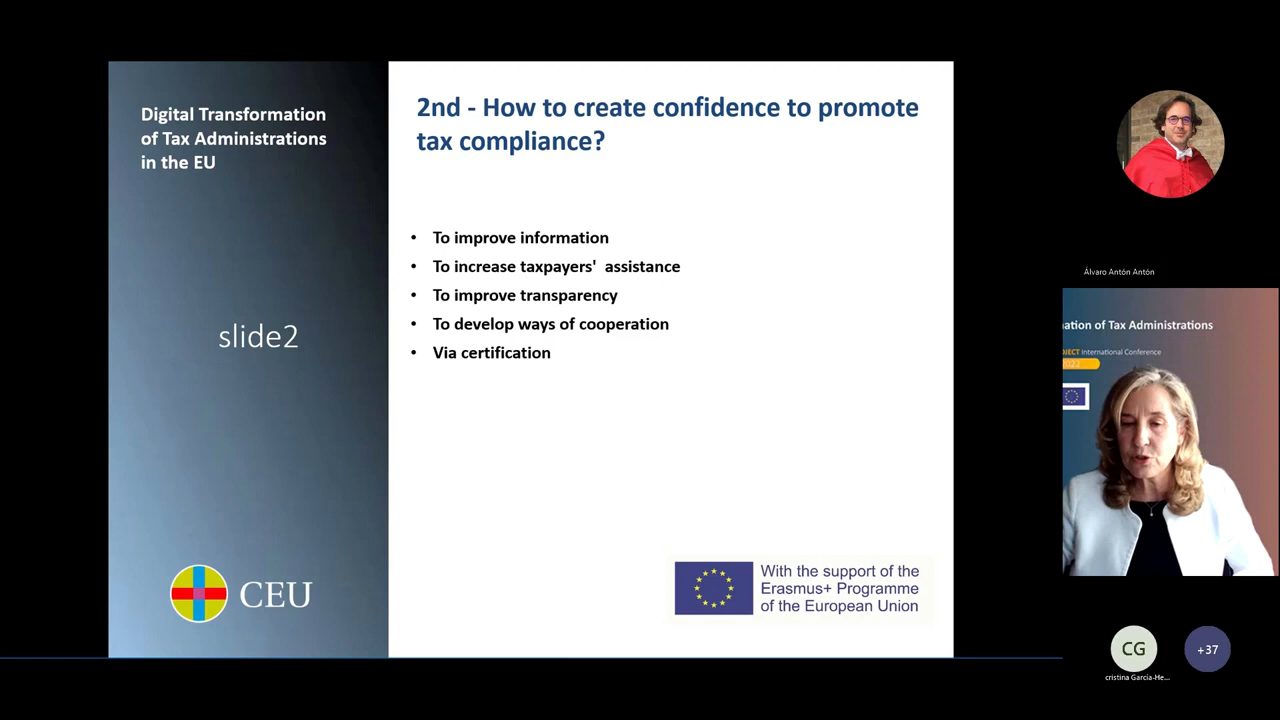 Digital Transformation
of Tax Administrations
in the EU
slide2
CEU
2nd - How to create confidence to promote
tax compliance?
• To improve information
• To increase taxpayers'  assistance
• To improve transparency
• To develop ways of cooperation
• Via certification
With the support of the
Erasmus+ Programme
of the European Union
Álvaro Antón Antón
ation of Tax Administrations
JECT International Conference
2022
CG
cristina García-He...
+37